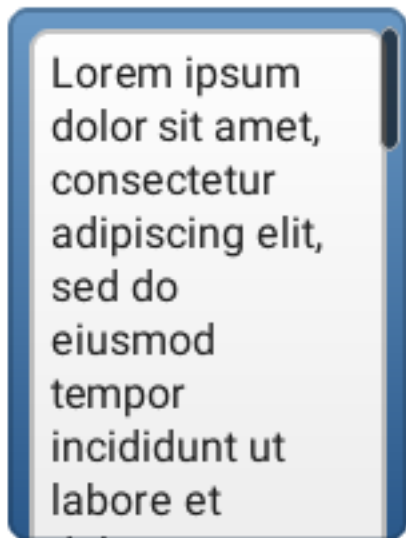 Lorem ipsum
dolor sit amet,
consectetur
adipiscing elit,
sed do
eiusmod
tempor
incididunt ut
labore et